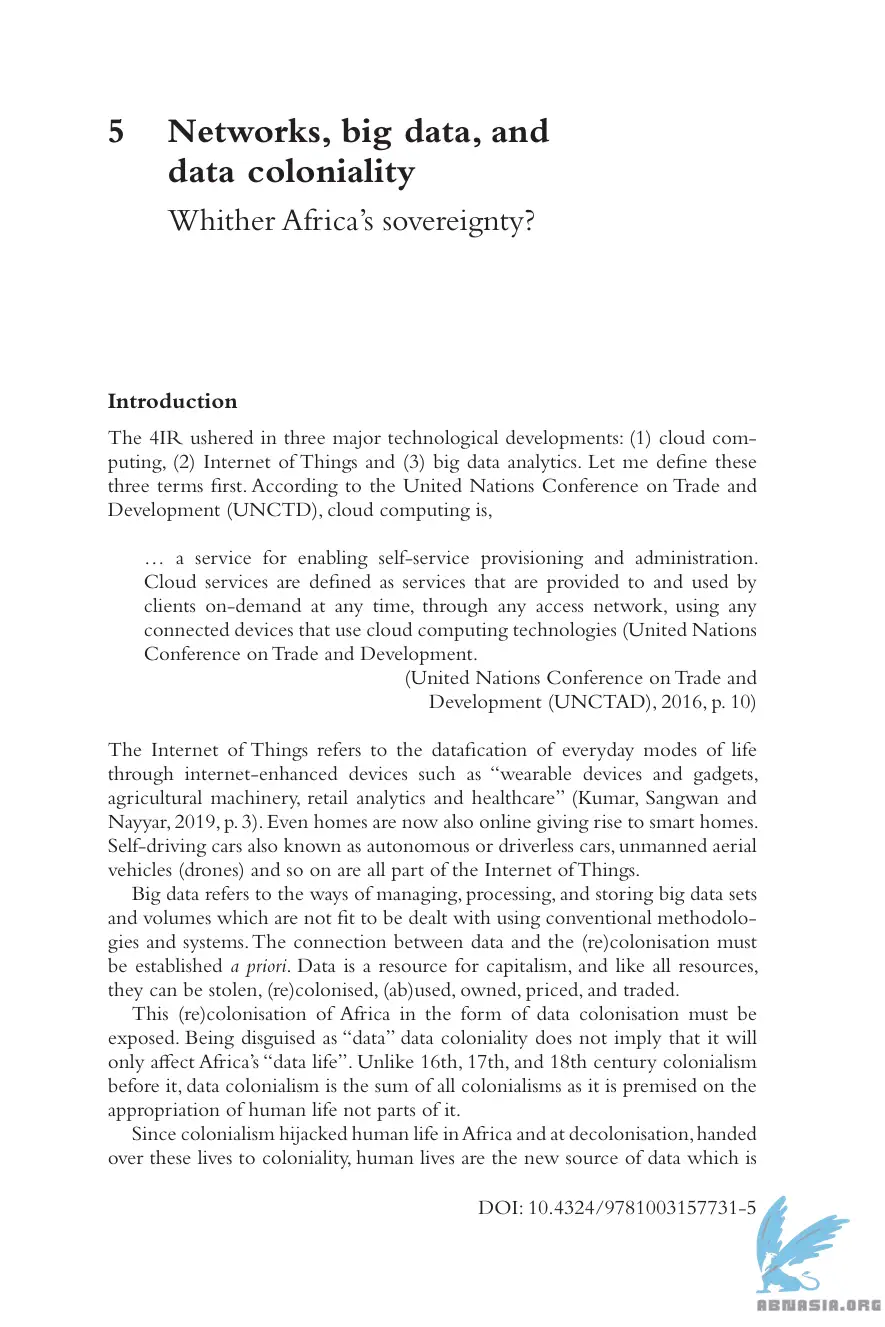 5 Networks, big data, and
data coloniality
Whither Africa's sovereignty?
Introduction
The 4IR ushered in three major technological developments: (1) cloud com-
puting, (2) Internet of Things and (3) big data analytics. Let me define these
three terms first. According to the United Nations Conference on Trade and
Development (UNCTD), cloud computing is,
… a service for enabling self-service provisioning and administration.
Cloud services are defined as services that are provided to and used by
clients on-demand at any time, through any access network, using any
connected devices that use cloud computing technologies (United Nations
Conference on Trade and Development.
(United Nations Conference on Trade and
Development (UNCTAD), 2016, p. 10)
The Internet of Things refers to the datafication of everyday modes of life
through internet-enhanced devices such as “wearable devices and gadgets,
agricultural machinery, retail analytics and healthcare” (Kumar, Sangwan and
Nayyar, 2019, p. 3). Even homes are now also online giving rise to smart homes.
Self-driving cars also known as autonomous or driverless cars, unmanned aerial
vehicles (drones) and so on are all part of the Internet of Things.
Big data refers to the ways of managing, processing, and storing big data sets
and volumes which are not fit to be dealt with using conventional methodolo-
gies and systems. The connection between data and the (re)colonisation must
be established a priori. Data is a resource for capitalism, and like all resources,
they can be stolen, (re)colonised, (ab)used, owned, priced, and traded.
This (re)colonisation of Africa in the form of data colonisation must be
exposed. Being disguised as “data” data coloniality does not imply that it will
only affect Africa's “data life”. Unlike 16th, 17th, and 18th century colonialism
before it, data colonialism is the sum of all colonialisms as it is premised on the
appropriation of human life not parts of it.
Since colonialism hijacked human life in Africa and at decolonisation, handed
over these lives to coloniality, human lives are the new source of data which is
DOI: 10.4324/9781003157731-5
ABNASIA.ORG